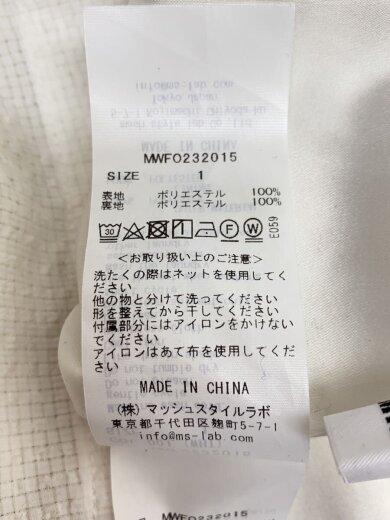 MWFO232015
SIZE 1
表地 ポリエステル 100%
裏地 ポリエステル 100%
30
F W
E059
<お取り扱い上のご注意>
洗たくの際はネットを使用してくだ
さい
他の物と分けて洗ってください
形を整えてから干してください
付属部分にはアイロンをかけない
でください
アイロンはあて布を使用してくだ
さい
MADE IN CHINA
(株) マッシュスタイルラボ
東京都千代田区麹町5-7-1
info@ms-lab.com
MWFO232015